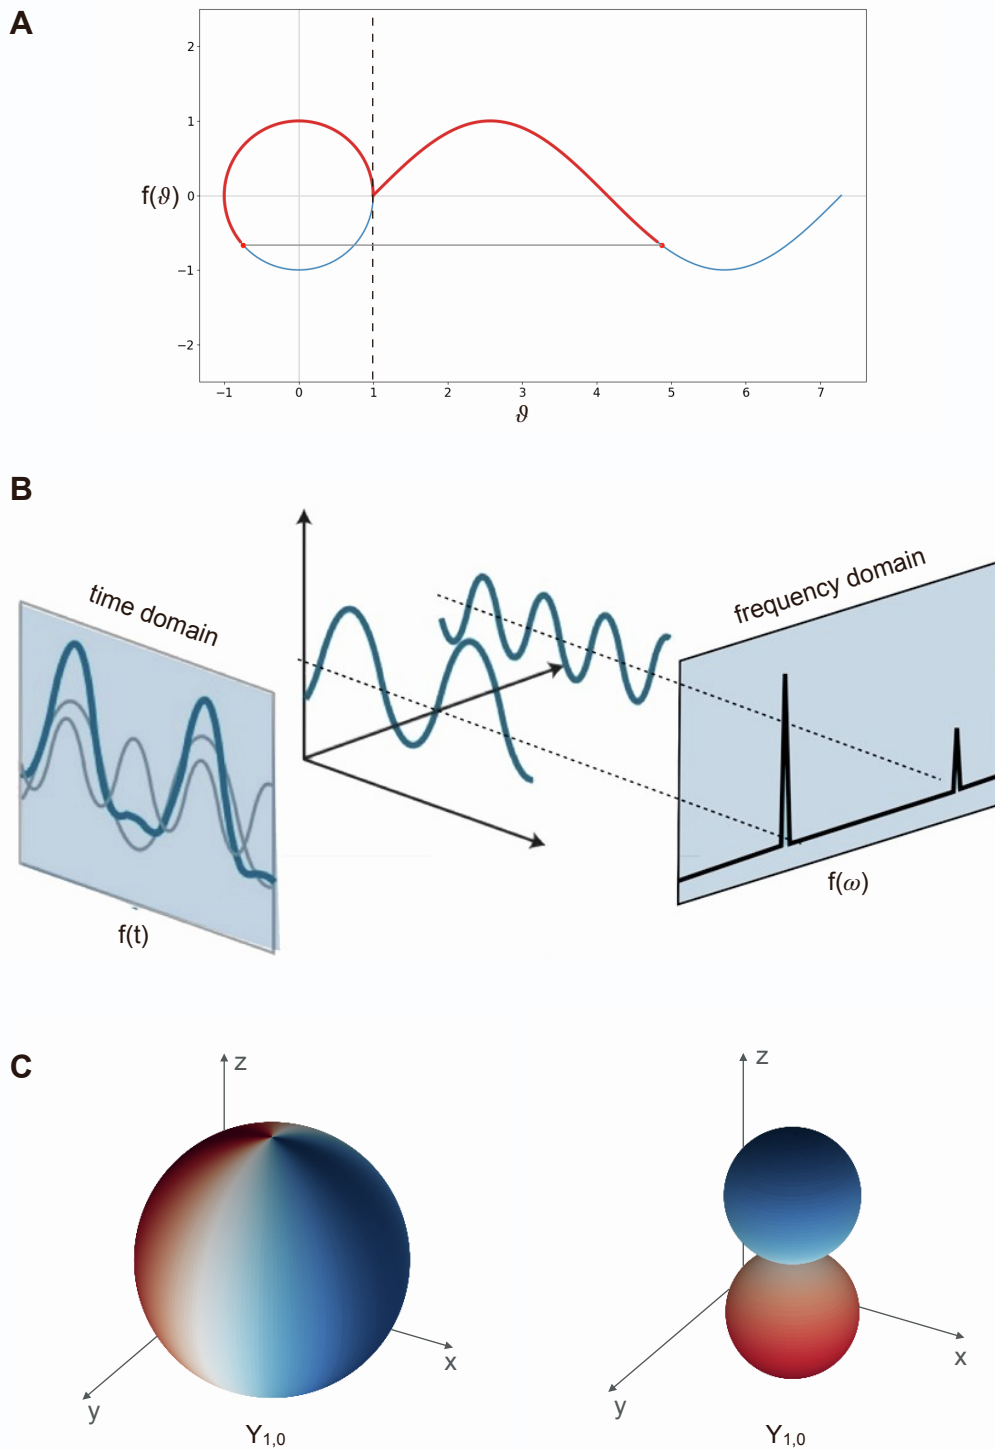 A
2
1
f(ϑ) 0
−1
−2
−1 0 1 2 3 4 5 6 7
ϑ
B
time domain
frequency domain
f(t)
f(ω)
C
z
x
y
Y1,0
z
x
y
Y1,0